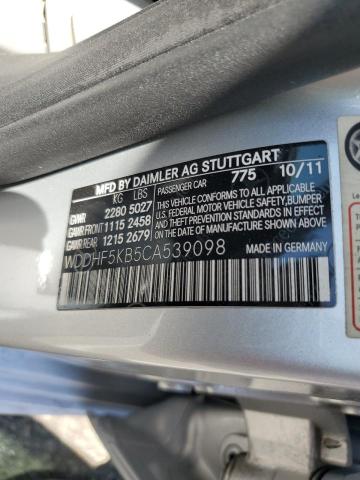 MFD BY DAIMLER AG STUTTGART
KG LBS
PASSENGER CAR 775 10/11
GVWR 2280 5027
GAWR FRONT 1115 2458
GAWR REAR 1215 2679
THIS VEHICLE CONFORMS TO ALL APPLICABLE
U.S. FEDERAL MOTOR VEHICLE SAFETY, BUMPER
AND THEFT PREVENTION STANDARDS IN EFFECT
ON THE DATE OF MANUFACTURE SHOWN ABOVE.
WDDHF5KB5CA539098
MADE IN GERMANY